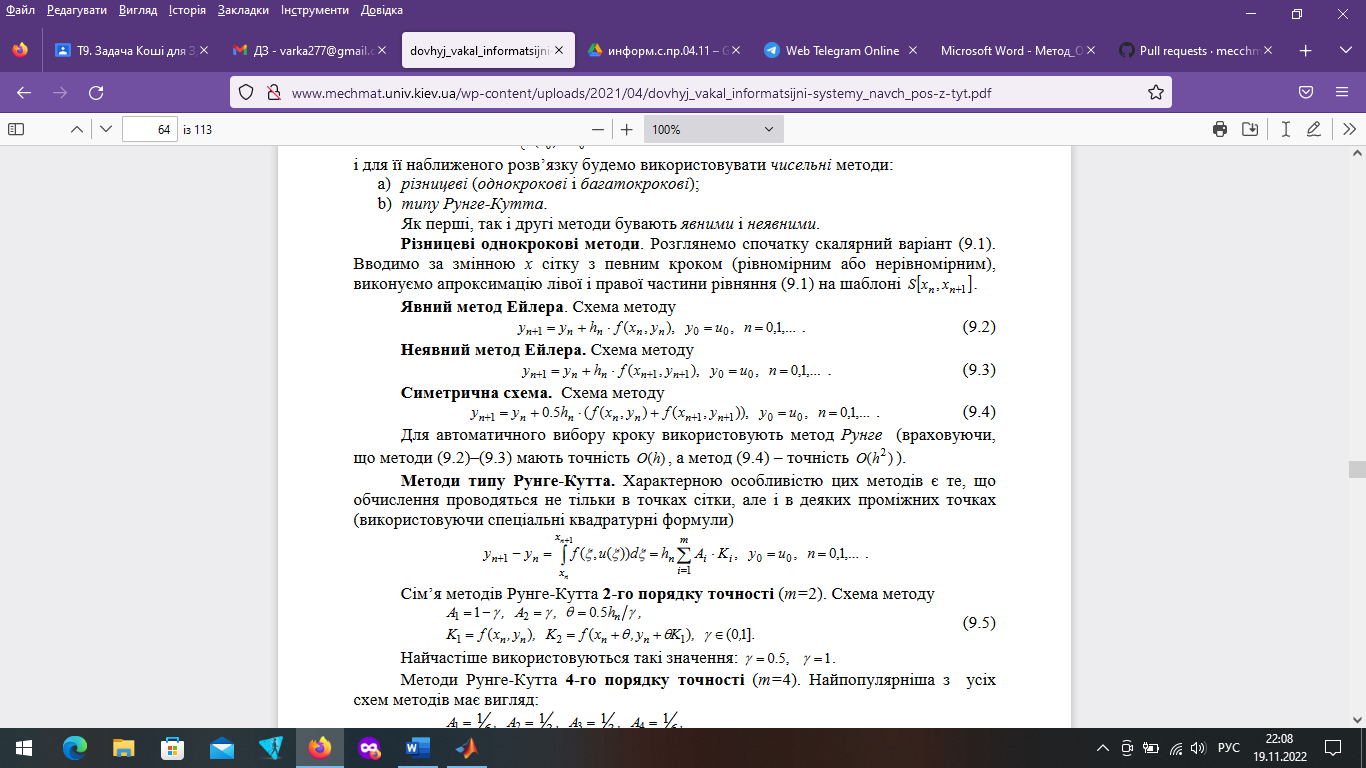 Файл Редагувати Вигляд Історія Закладки Інструменти Довідка
Т9. Задача Коші для З
ДЗ - varka277@gmail.c
dovhyj_vakal_informatsijni
информ.с.пр.04.11 – G
Web Telegram Online
Microsoft Word - Метод_О
Pull requests · mecchm
www.mechmat.univ.kiev.ua/wp-content/uploads/2021/04/dovhyj_vakal_informatsijni-systemy_navch_pos-z-tyt.pdf
64 із 113
100%
і для її наближеного розв’язку будемо використовувати чисельні методи:
a) різницеві (однокрокові і багатокрокові);
b) типу Рунге-Кутта.
Як перші, так і другі методи бувають явними і неявними.
Різницеві однокрокові методи. Розглянемо спочатку скалярний варіант (9.1).
Вводимо за змінною x сітку з певним кроком (рівномірним або нерівномірним),
виконуємо апроксимацію лівої і правої частини рівняння (9.1) на шаблоні S[xₙ, xₙ₊₁].
Явний метод Ейлера. Схема методу
yₙ₊₁ = yₙ + hₙ · f(xₙ, yₙ), y₀ = u₀, n = 0,1,... . (9.2)
Неявний метод Ейлера. Схема методу
yₙ₊₁ = yₙ + hₙ · f(xₙ₊₁, yₙ₊₁), y₀ = u₀, n = 0,1,... . (9.3)
Симетрична схема. Схема методу
yₙ₊₁ = yₙ + 0.5hₙ · (f(xₙ, yₙ) + f(xₙ₊₁, yₙ₊₁)), y₀ = u₀, n = 0,1,... . (9.4)
Для автоматичного вибору кроку використовують метод Рунге (враховуючи,
що методи (9.2)–(9.3) мають точність O(h), а метод (9.4) – точність O(h²)).
Методи типу Рунге-Кутта. Характерною особливістю цих методів є те, що
обчислення проводяться не тільки в точках сітки, але і в деяких проміжних точках
(використовуючи спеціальні квадратурні формули)
yₙ₊₁ − yₙ = ∫_{xₙ}^{xₙ₊₁} f(ξ, u(ξ))dξ = hₙ ∑_{i=1}^{m} Aᵢ · Kᵢ, y₀ = u₀, n = 0,1,... .
Сім’я методів Рунге-Кутта 2-го порядку точності (m=2). Схема методу
A₁ = 1 − γ, A₂ = γ, θ = 0.5hₙ/γ,
K₁ = f(xₙ, yₙ), K₂ = f(xₙ + θ, yₙ + θK₁), γ ∈ (0,1]. (9.5)
Найчастіше використовуються такі значення: γ = 0.5, γ = 1.
Методи Рунге-Кутта 4-го порядку точності (m=4). Найпопулярніша з усіх
схем методів має вигляд:
РУС
22:08
19.11.2022